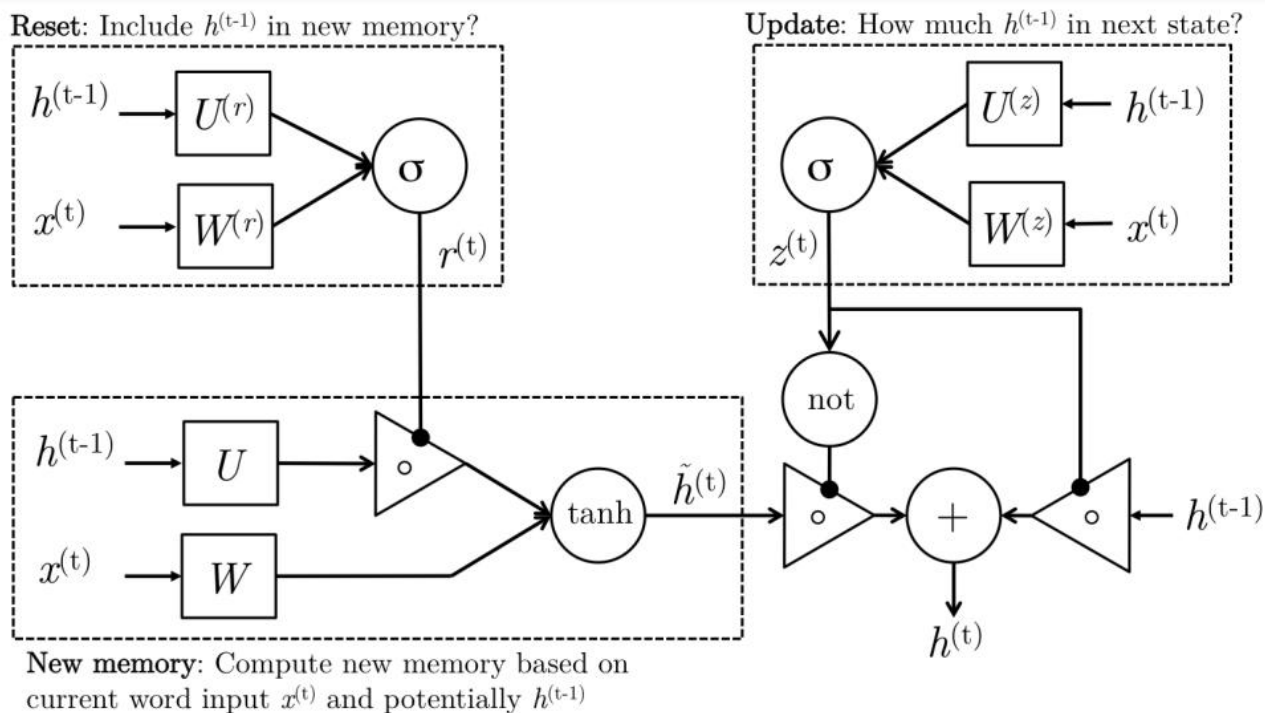 Reset: Include h^(t-1) in new memory?
h^(t-1)
U^(r)
x^(t)
W^(r)
σ
r^(t)
Update: How much h^(t-1) in next state?
U^(z)
h^(t-1)
σ
W^(z)
x^(t)
z^(t)
not
h^(t-1)
U
∘
x^(t)
W
tanh
h̃^(t)
∘
+
∘
h^(t-1)
h^(t)
New memory: Compute new memory based on
current word input x^(t) and potentially h^(t-1)